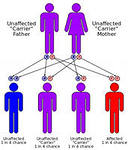 Unaffected
"Carrier"
Father
Unaffected
"Carrier"
Mother
Unaffected
1 in 4 chance
Unaffected
"Carrier"
1 in 4 chance
Unaffected
"Carrier"
1 in 4 chance
Affected
1 in 4 chance